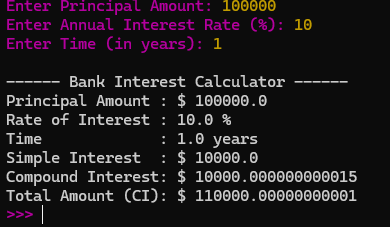 Enter Principal Amount: 100000
Enter Annual Interest Rate (%): 10
Enter Time (in years): 1
------ Bank Interest Calculator ------
Principal Amount : $ 100000.0
Rate of Interest : 10.0 %
Time             : 1.0 years
Simple Interest  : $ 10000.0
Compound Interest: $ 10000.000000000015
Total Amount (CI): $ 110000.00000000001
>>>